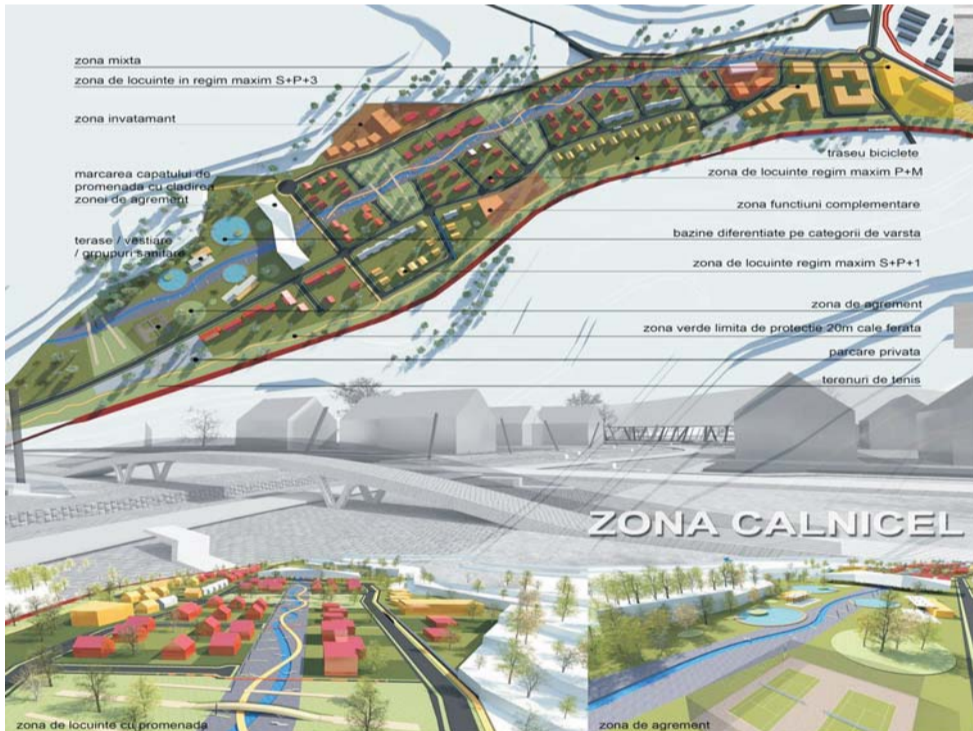 zona mixta
zona de locuinte in regim maxim S+P+3
zona invatamant
marcarea capatului de
promenada cu cladirea
zonei de agrement
terase / vestiare
/ grpupuri sanitare
traseu biciclete
zona de locuinte regim maxim P+M
zona functiuni complementare
bazine diferentiate pe categorii de varsta
zona de locuinte regim maxim S+P+1
zona de agrement
zona verde limita de protectie 20m cale ferata
parcare privata
terenuri de tenis
ZONA CALNICEL
zona de locuinte cu promenada
zona de agrement